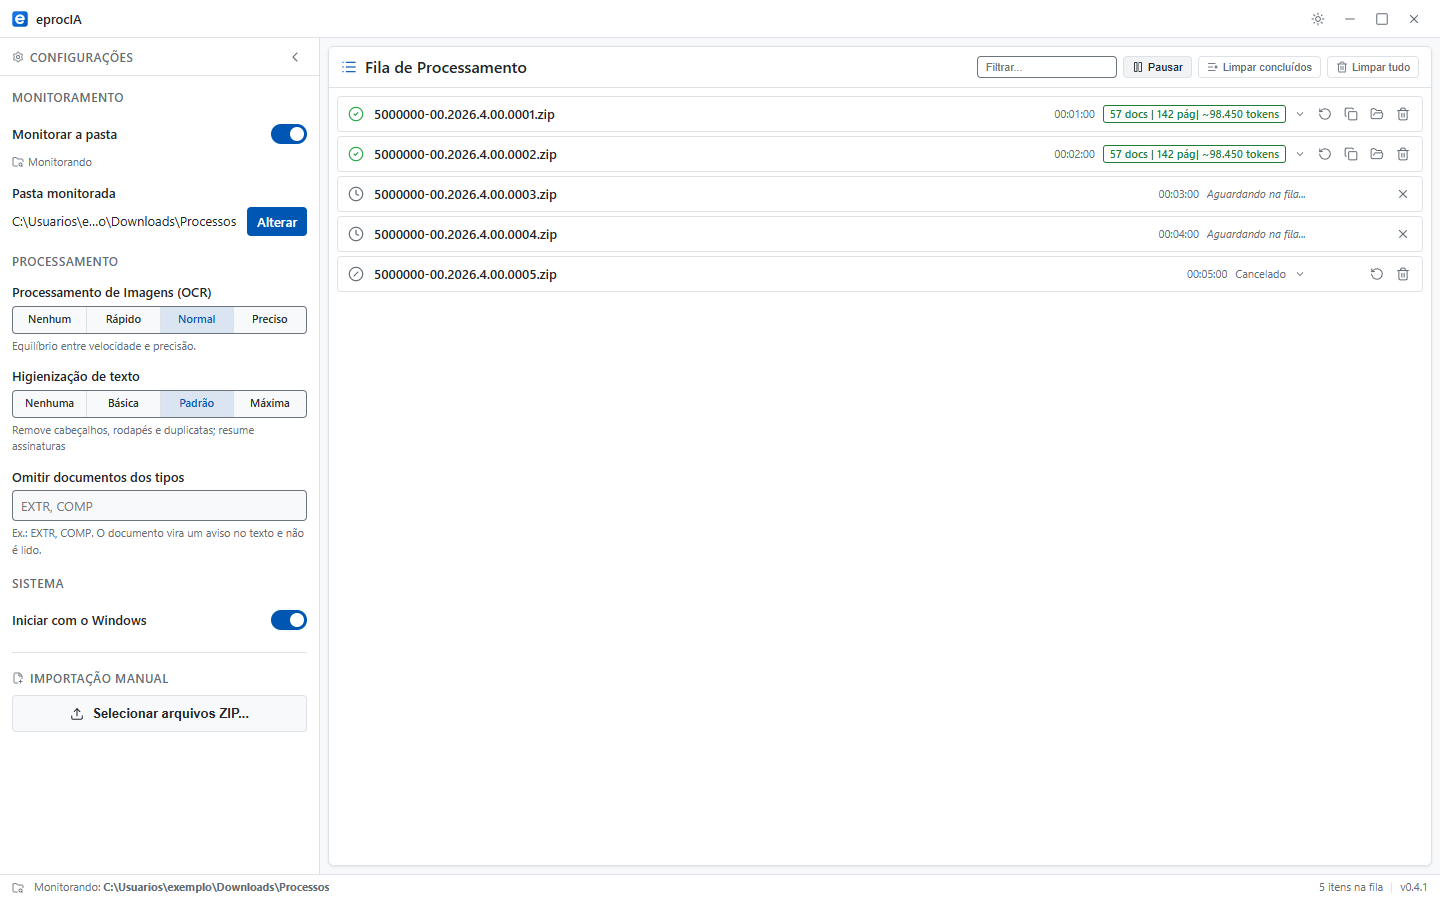 eprocIA
CONFIGURAÇÕES
MONITORAMENTO
Monitorar a pasta
Monitorando
Pasta monitorada
C:\Usuarios\e...o\Downloads\Processos
Alterar
PROCESSAMENTO
Processamento de Imagens (OCR)
Nenhum Rápido Normal Preciso
Equilíbrio entre velocidade e precisão.
Higienização de texto
Nenhuma Básica Padrão Máxima
Remove cabeçalhos, rodapés e duplicatas; resume
assinaturas
Omitir documentos dos tipos
EXTR, COMP
Ex.: EXTR, COMP. O documento vira um aviso no texto e não
é lido.
SISTEMA
Iniciar com o Windows
IMPORTAÇÃO MANUAL
Selecionar arquivos ZIP...
Fila de Processamento
Filtrar...
Pausar
Limpar concluídos
Limpar tudo
5000000-00.2026.4.00.0001.zip 00:01:00 57 docs | 142 pág| ~98.450 tokens
5000000-00.2026.4.00.0002.zip 00:02:00 57 docs | 142 pág| ~98.450 tokens
5000000-00.2026.4.00.0003.zip 00:03:00 Aguardando na fila...
5000000-00.2026.4.00.0004.zip 00:04:00 Aguardando na fila...
5000000-00.2026.4.00.0005.zip 00:05:00 Cancelado
Monitorando: C:\Usuarios\exemplo\Downloads\Processos
5 itens na fila | v0.4.1